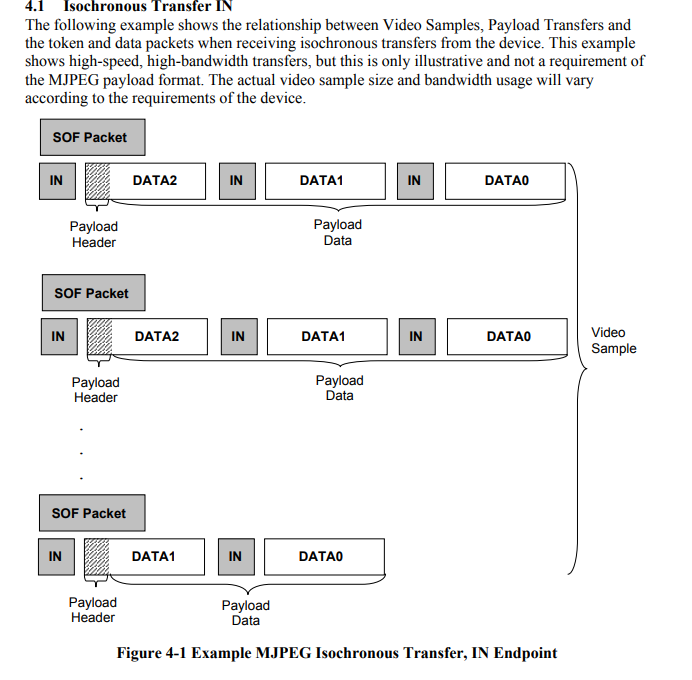 4.1 Isochronous Transfer IN
The following example shows the relationship between Video Samples, Payload Transfers and
the token and data packets when receiving isochronous transfers from the device. This example
shows high-speed, high-bandwidth transfers, but this is only illustrative and not a requirement of
the MJPEG payload format. The actual video sample size and bandwidth usage will vary
according to the requirements of the device.
SOF Packet
IN DATA2 IN DATA1 IN DATA0
Payload Payload
Header Data
SOF Packet
IN DATA2 IN DATA1 IN DATA0
Video
Sample
Payload Payload
Header Data
.
.
.
SOF Packet
IN DATA1 IN DATA0
Payload Payload
Header Data
Figure 4-1 Example MJPEG Isochronous Transfer, IN Endpoint